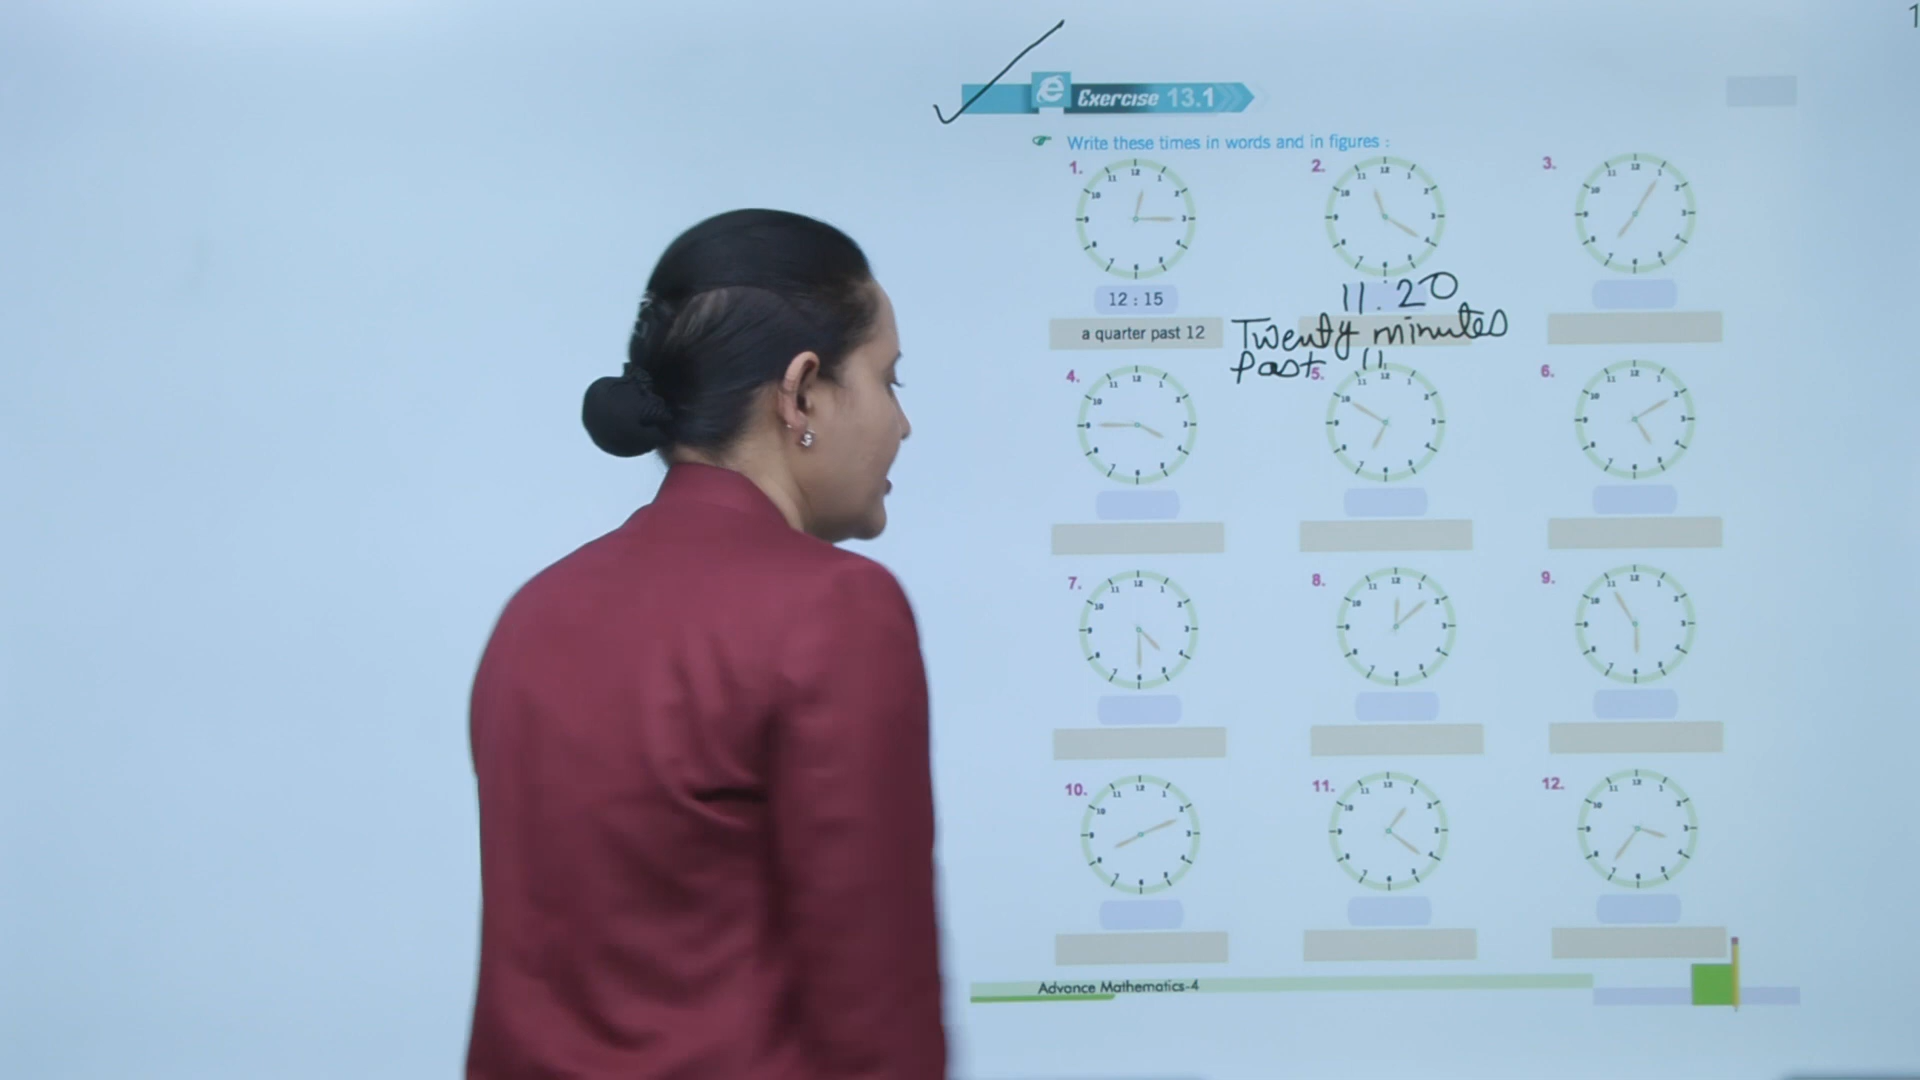 1
Exercise 13.1
Write these times in words and in figures :
1.
2.
3.
12 : 15
11:20
a quarter past 12
Twenty minutes
past 11
4.
5.
6.
7.
8.
9.
10.
11.
12.
Advance Mathematics-4